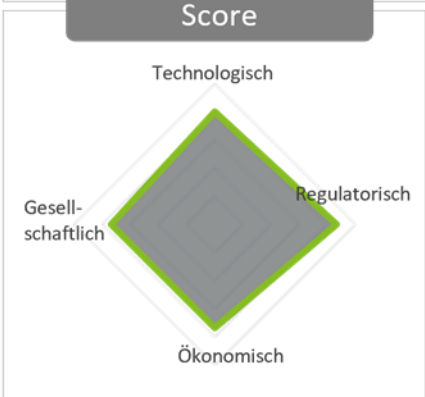 Score
Technologisch
Regulatorisch
Gesell-
schaftlich
Ökonomisch